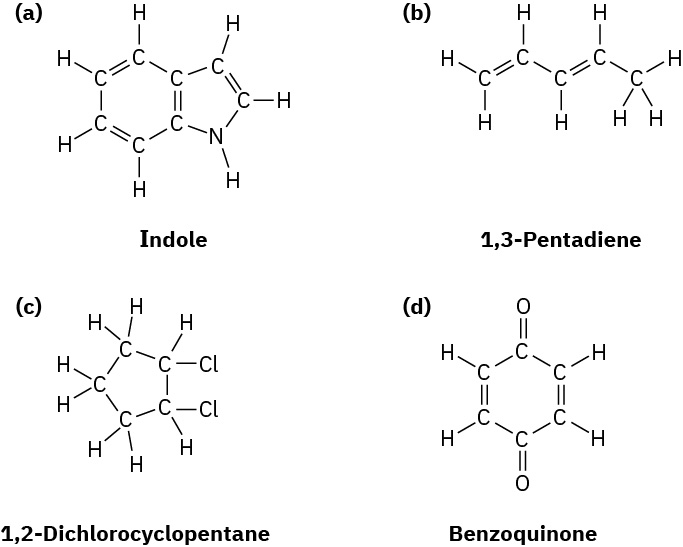 (a)
H
H
H C C
C C
C H
C C
N
H C
H H
Indole
(b)
H H
H C C H
C C C
H H H H
1,3-Pentadiene
(c)
H
H H
C
H C Cl
C
H C Cl
C
H H
H
1,2-Dichlorocyclopentane
(d)
O
C
H H
C C
C C
H H
C
O
Benzoquinone